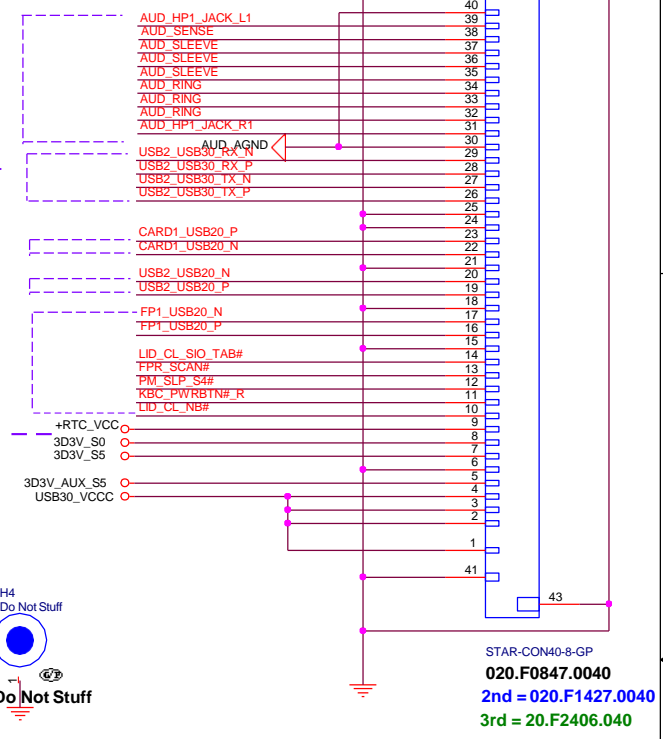 40
AUD_HP1_JACK_L1 39
AUD_SENSE 38
AUD_SLEEVE 37
AUD_SLEEVE 36
AUD_SLEEVE 35
AUD_RING 34
AUD_RING 33
AUD_RING 32
AUD_HP1_JACK_R1 31
AUD_AGND 30
USB2_USB30_RX_N 29
USB2_USB30_RX_P 28
USB2_USB30_TX_N 27
USB2_USB30_TX_P 26
25
24
CARD1_USB20_P 23
CARD1_USB20_N 22
21
USB2_USB20_N 20
USB2_USB20_P 19
18
FP1_USB20_N 17
FP1_USB20_P 16
15
LID_CL_SIO_TAB# 14
FPR_SCAN# 13
PM_SLP_S4# 12
KBC_PWRBTN#_R 11
LID_CL_NB# 10
+RTC_VCC 9
3D3V_S0 8
3D3V_S5 7
6
3D3V_AUX_S5 5
USB30_VCCC 4
3
2
1
41
43
H4
Do Not Stuff
1
Do Not Stuff
STAR-CON40-8-GP
020.F0847.0040
2nd = 020.F1427.0040
3rd = 20.F2406.040